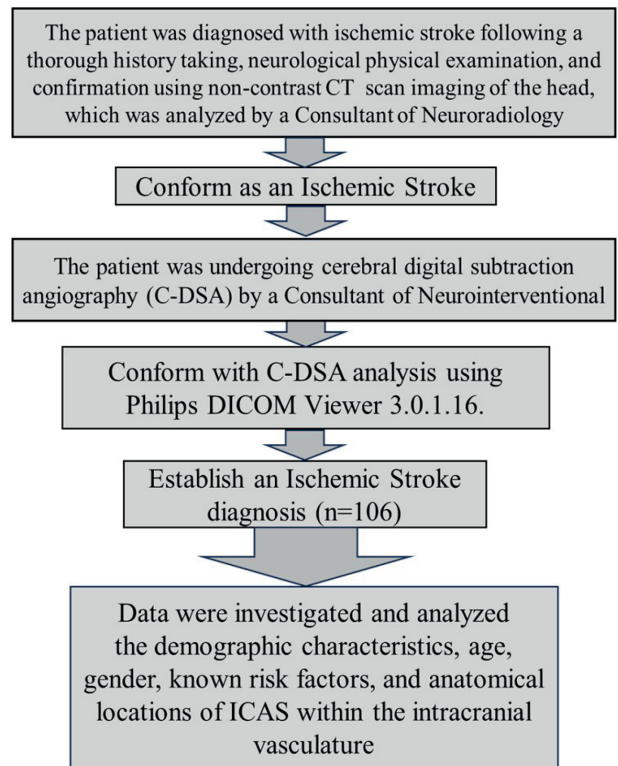 The patient was diagnosed with ischemic stroke following a
thorough history taking, neurological physical examination, and
confirmation using non-contrast CT scan imaging of the head,
which was analyzed by a Consultant of Neuroradiology
Conform as an Ischemic Stroke
The patient was undergoing cerebral digital subtraction
angiography (C-DSA) by a Consultant of Neurointerventional
Conform with C-DSA analysis using
Philips DICOM Viewer 3.0.1.16.
Establish an Ischemic Stroke
diagnosis (n=106)
Data were investigated and analyzed
the demographic characteristics, age,
gender, known risk factors, and anatomical
locations of ICAS within the intracranial
vasculature